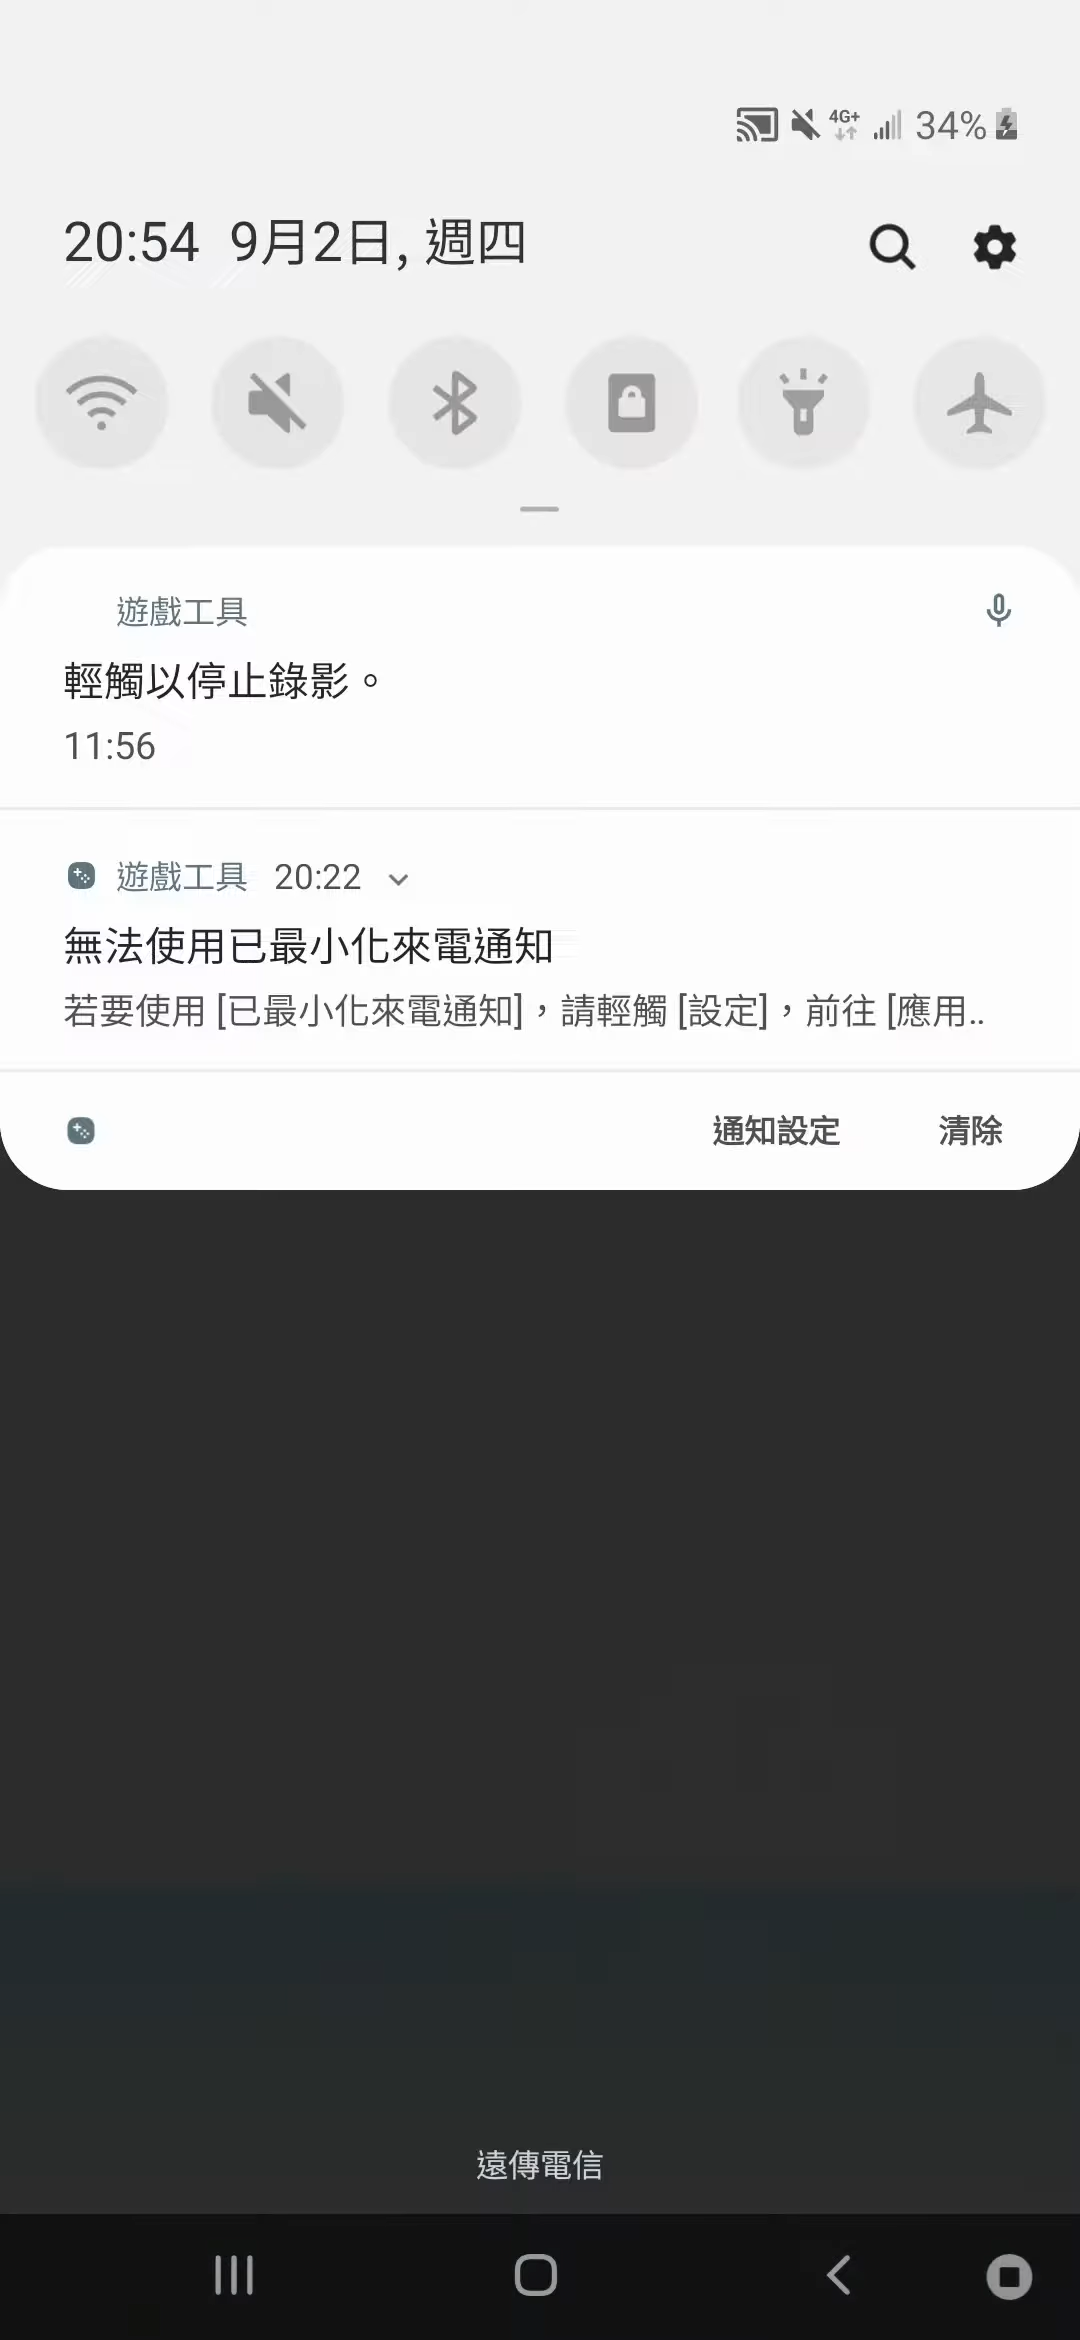 4G+ 34%
20:54 9月2日, 週四
遊戲工具
輕觸以停止錄影。
11:56
遊戲工具 20:22
無法使用已最小化來電通知
若要使用 [已最小化來電通知]，請輕觸 [設定]，前往 [應用..
通知設定 清除
遠傳電信